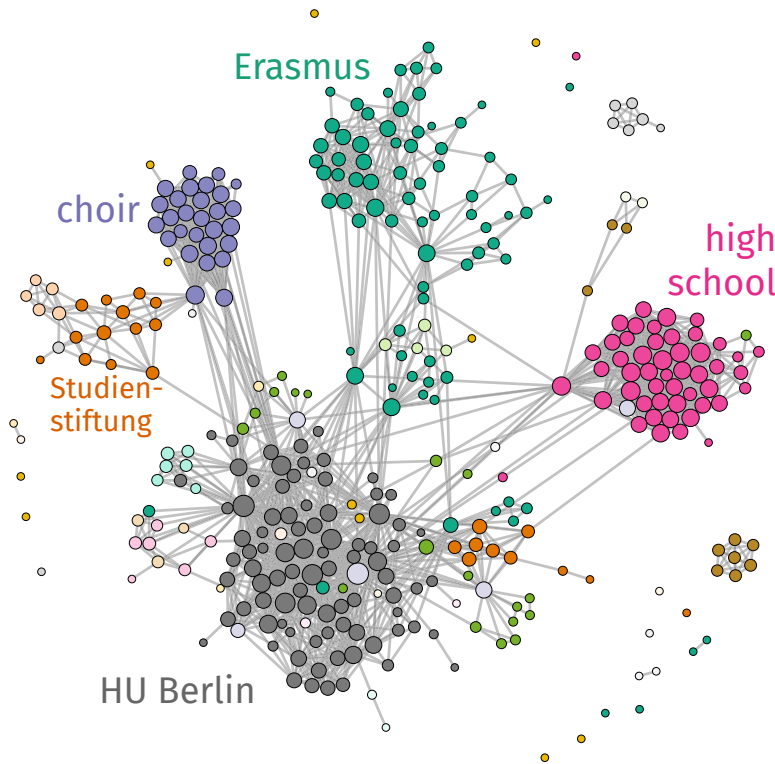 Erasmus
choir
high
school
Studien-
stiftung
HU Berlin